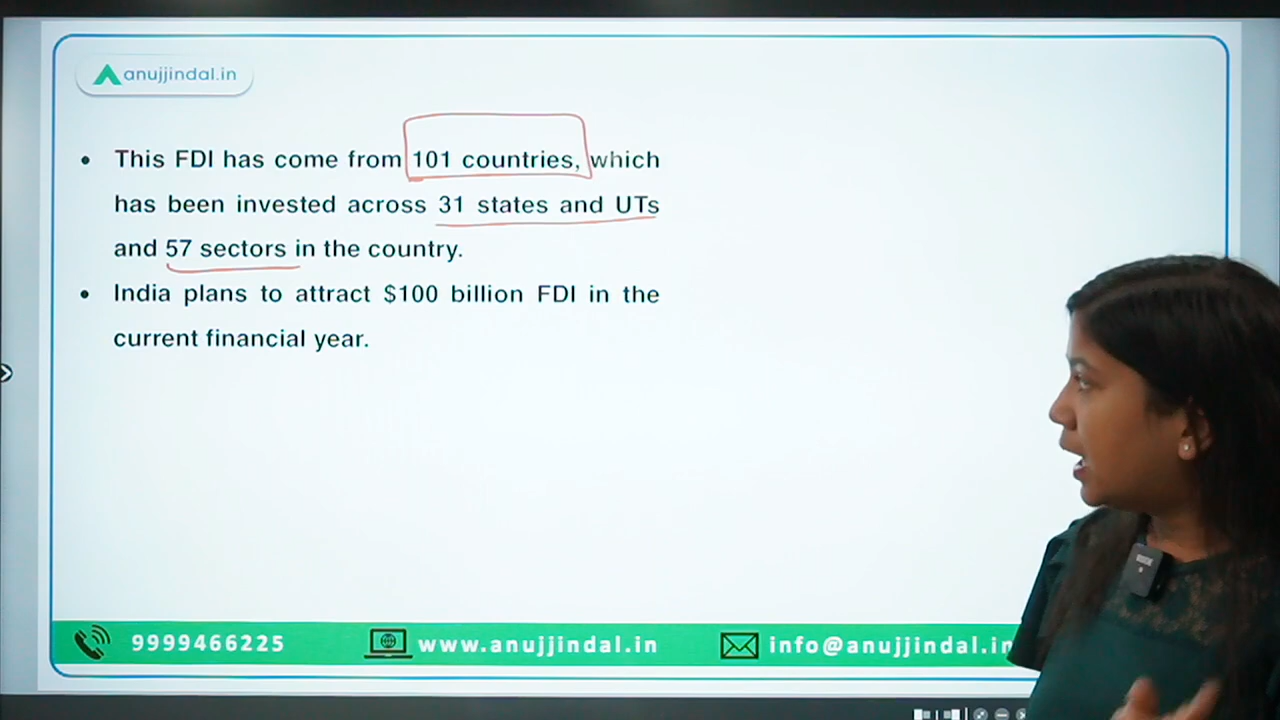 anujjindal.in
• This FDI has come from 101 countries, which
has been invested across 31 states and UTs
and 57 sectors in the country.
• India plans to attract $100 billion FDI in the
current financial year.
9999466225 www.anujjindal.in info@anujjindal.in